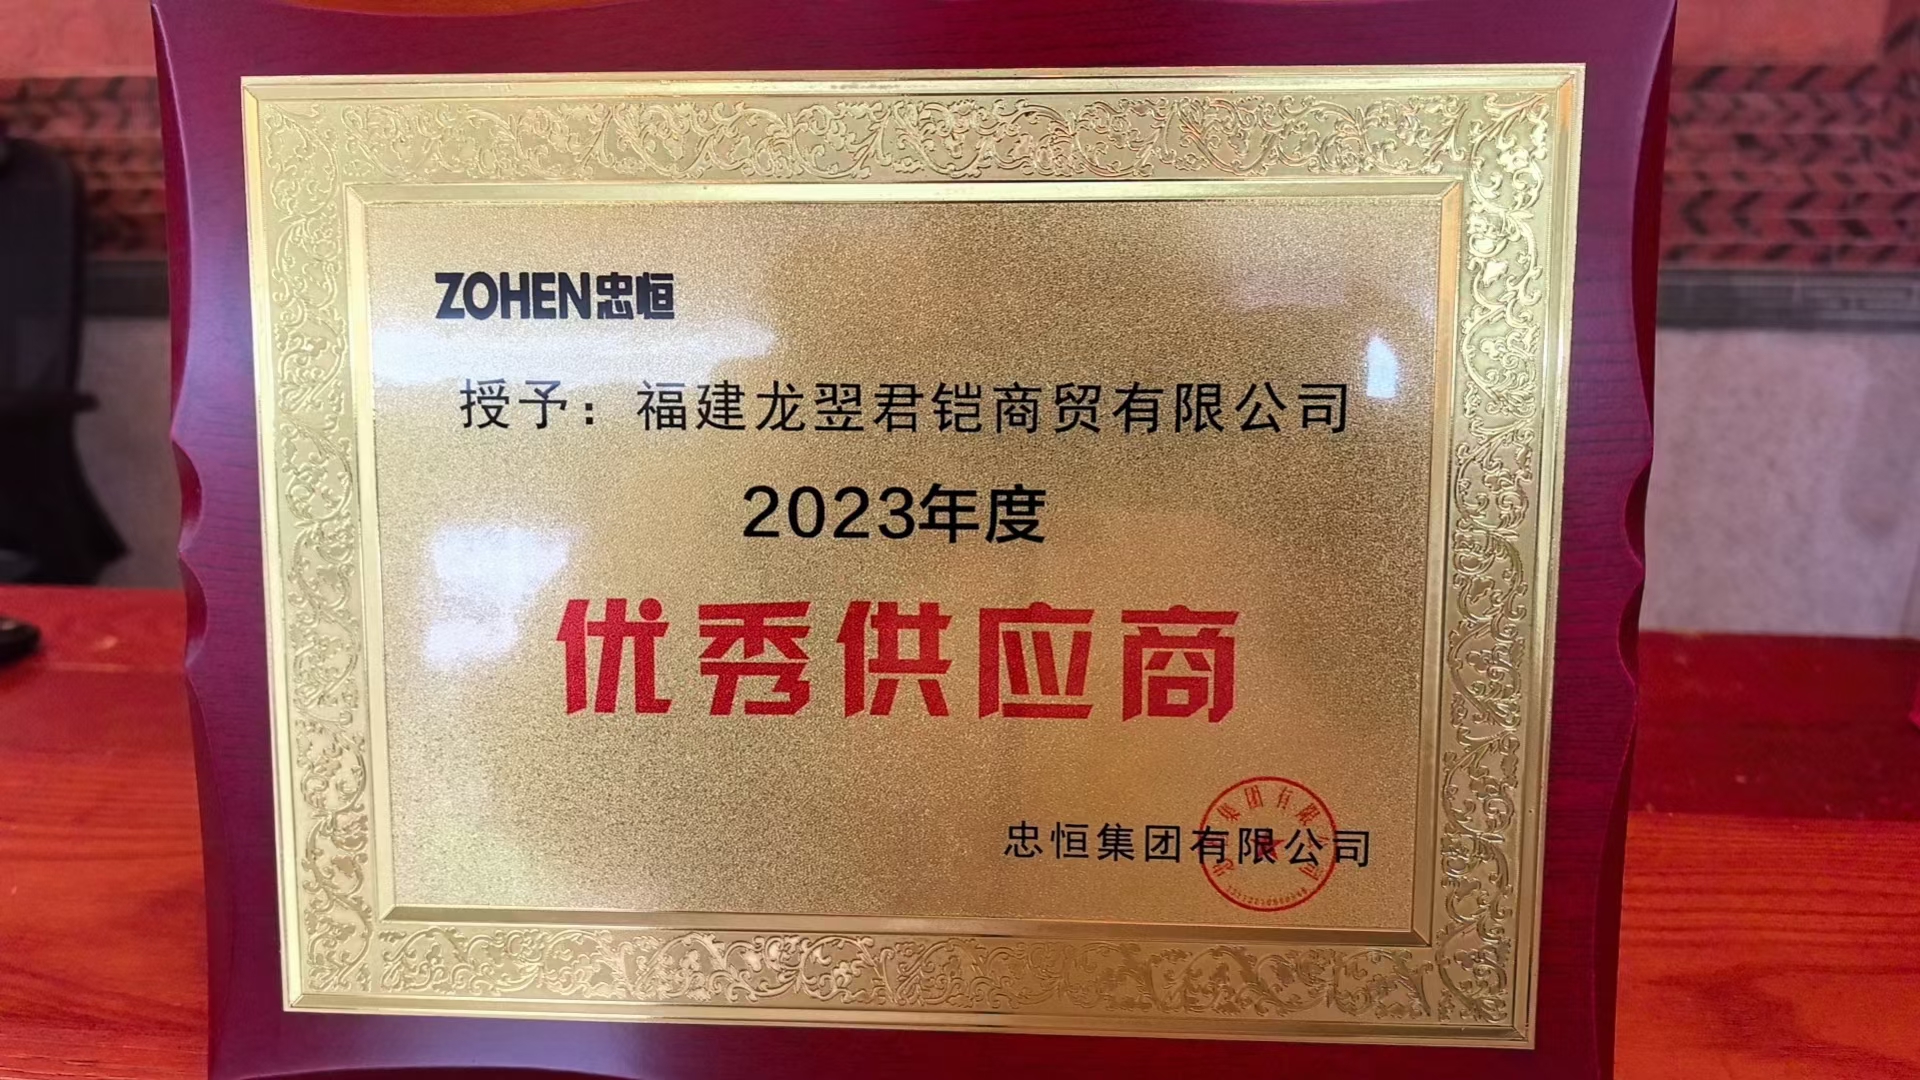 ZOHEN忠恒
授予：福建龙翌君铠商贸有限公司
2023年度
优秀供应商
忠恒集团有限公司